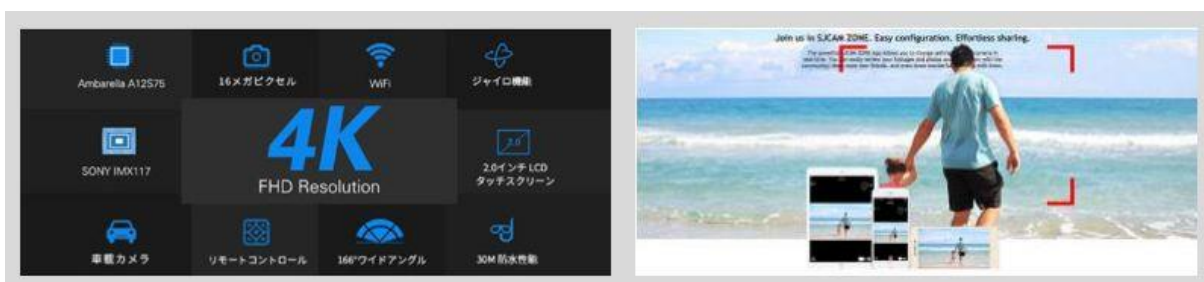 Ambarella A12S75
16メガピクセル
WiFi
ジャイロ機能
SONY IMX117
4K
FHD Resolution
2.0
2.0インチ LCD
タッチスクリーン
車載カメラ
リモートコントロール
166°ワイドアングル
30M 防水性能
Join us in SJCAM ZONE. Easy configuration. Effortless sharing.